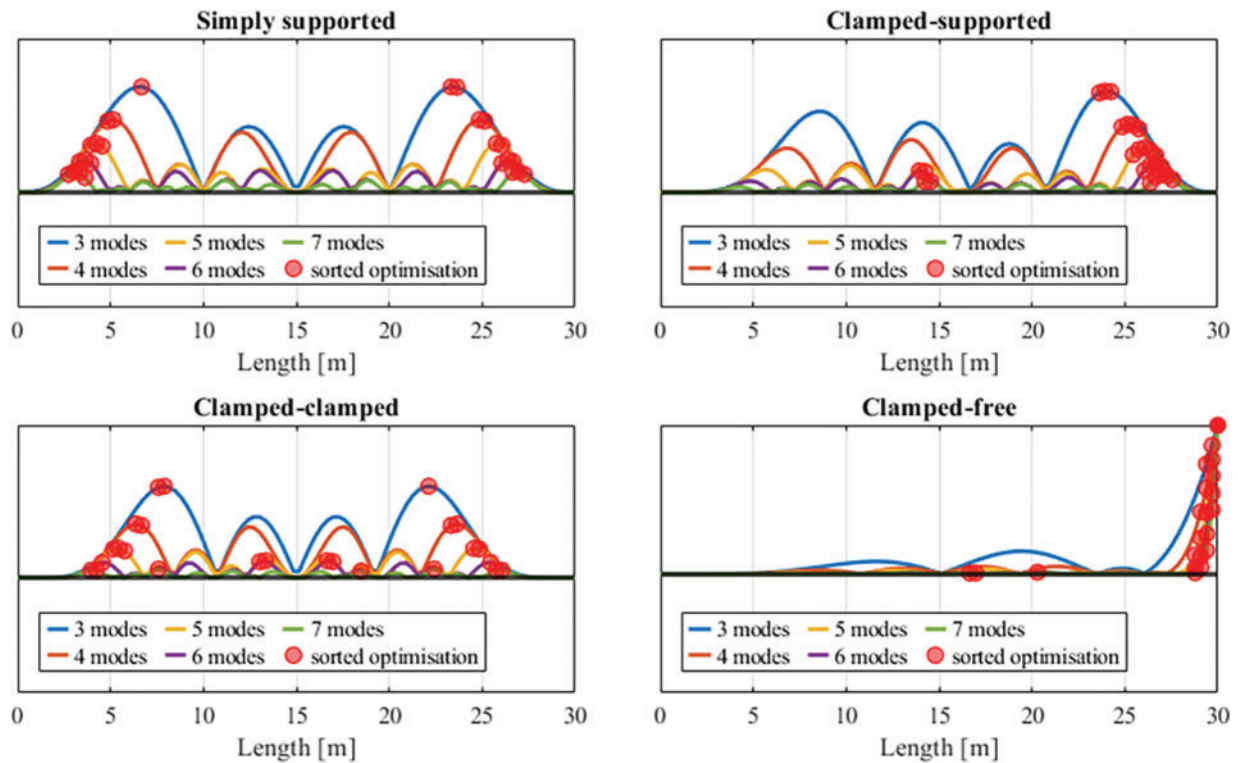 Simply supported
3 modes 5 modes 7 modes
4 modes 6 modes sorted optimisation
0 5 10 15 20 25 30
Length [m]
Clamped-supported
3 modes 5 modes 7 modes
4 modes 6 modes sorted optimisation
0 5 10 15 20 25 30
Length [m]
Clamped-clamped
3 modes 5 modes 7 modes
4 modes 6 modes sorted optimisation
0 5 10 15 20 25 30
Length [m]
Clamped-free
3 modes 5 modes 7 modes
4 modes 6 modes sorted optimisation
0 5 10 15 20 25 30
Length [m]